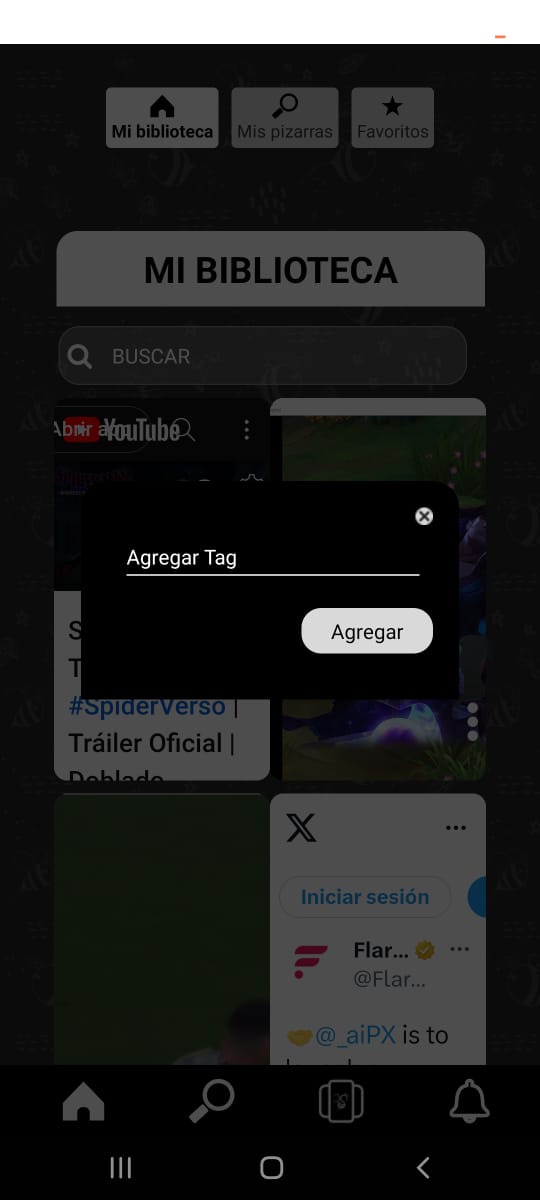 Mi biblioteca
Mis pizarras
Favoritos
MI BIBLIOTECA
BUSCAR
Abrir
YouTube
Agregar Tag
Agregar
S
T
#SpiderVerso |
Tráiler Oficial |
Doblado
Iniciar sesión
Flar...
@Flar...
🤝@_aiPX is to